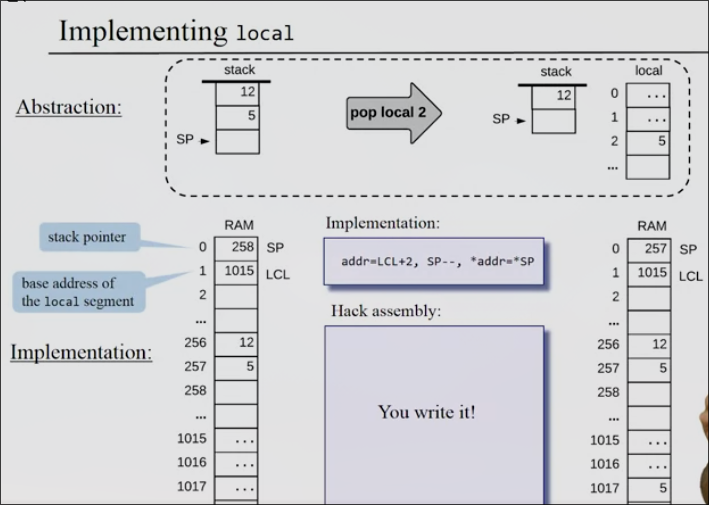 Implementing local
Abstraction:
stack
12
5
SP
pop local 2
stack
12
SP
local
0 ...
1 ...
2 5
...
stack pointer
base address of
the local segment
Implementation:
RAM
0 258 SP
1 1015 LCL
2
...
256 12
257 5
258
...
1015 ...
1016 ...
1017 ...
Implementation:
addr=LCL+2, SP--, *addr=*SP
Hack assembly:
You write it!
RAM
0 257 SP
1 1015 LCL
2
...
256 12
257 5
258
...
1015 ...
1016 ...
1017 5